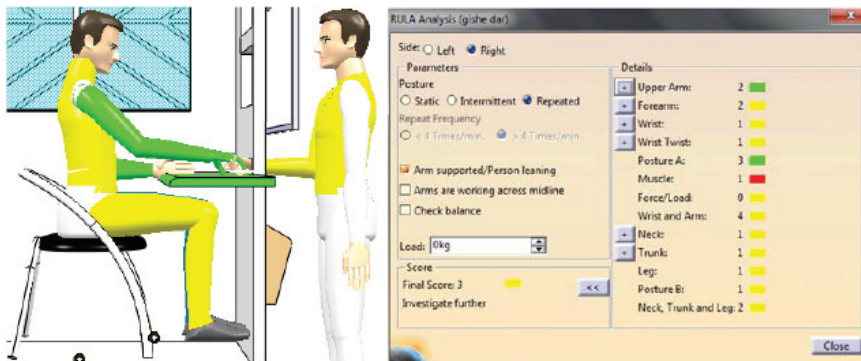 RULA Analysis (gishe dar)
Side: Left Right
Parameters
Posture
Static Intermittent Repeated
Repeat Frequency
< 4 Times/min. > 4 Times/min.
Arm supported/Person leaning
Arms are working across midline
Check balance
Load: 0kg
Score
Final Score: 3
Investigate further
<<
Details
+ Upper Arm: 2
+ Forearm: 2
+ Wrist: 1
+ Wrist Twist: 1
Posture A: 3
Muscle: 1
Force/Load: 0
Wrist and Arm: 4
+ Neck: 1
+ Trunk: 1
Leg: 1
Posture B: 1
Neck, Trunk and Leg: 2
Close